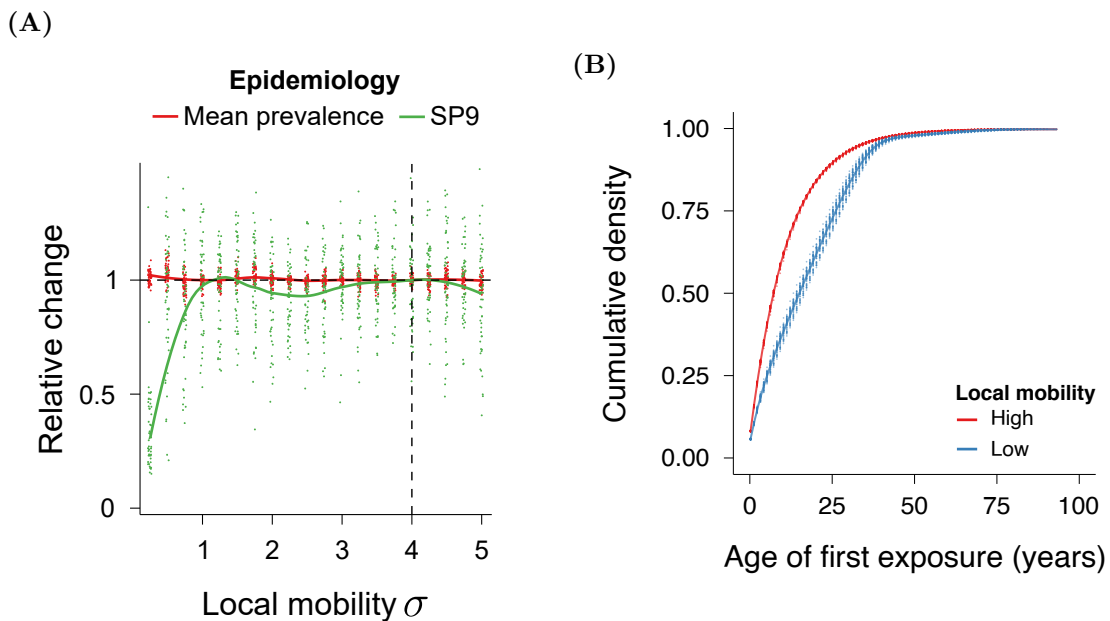 (A)
Epidemiology
Mean prevalence SP9
Relative change
1
0.5
0
1 2 3 4 5
Local mobility σ
(B)
Cumulative density
1.00
0.75
0.50
0.25
0.00
Local mobility
High
Low
0 25 50 75 100
Age of first exposure (years)